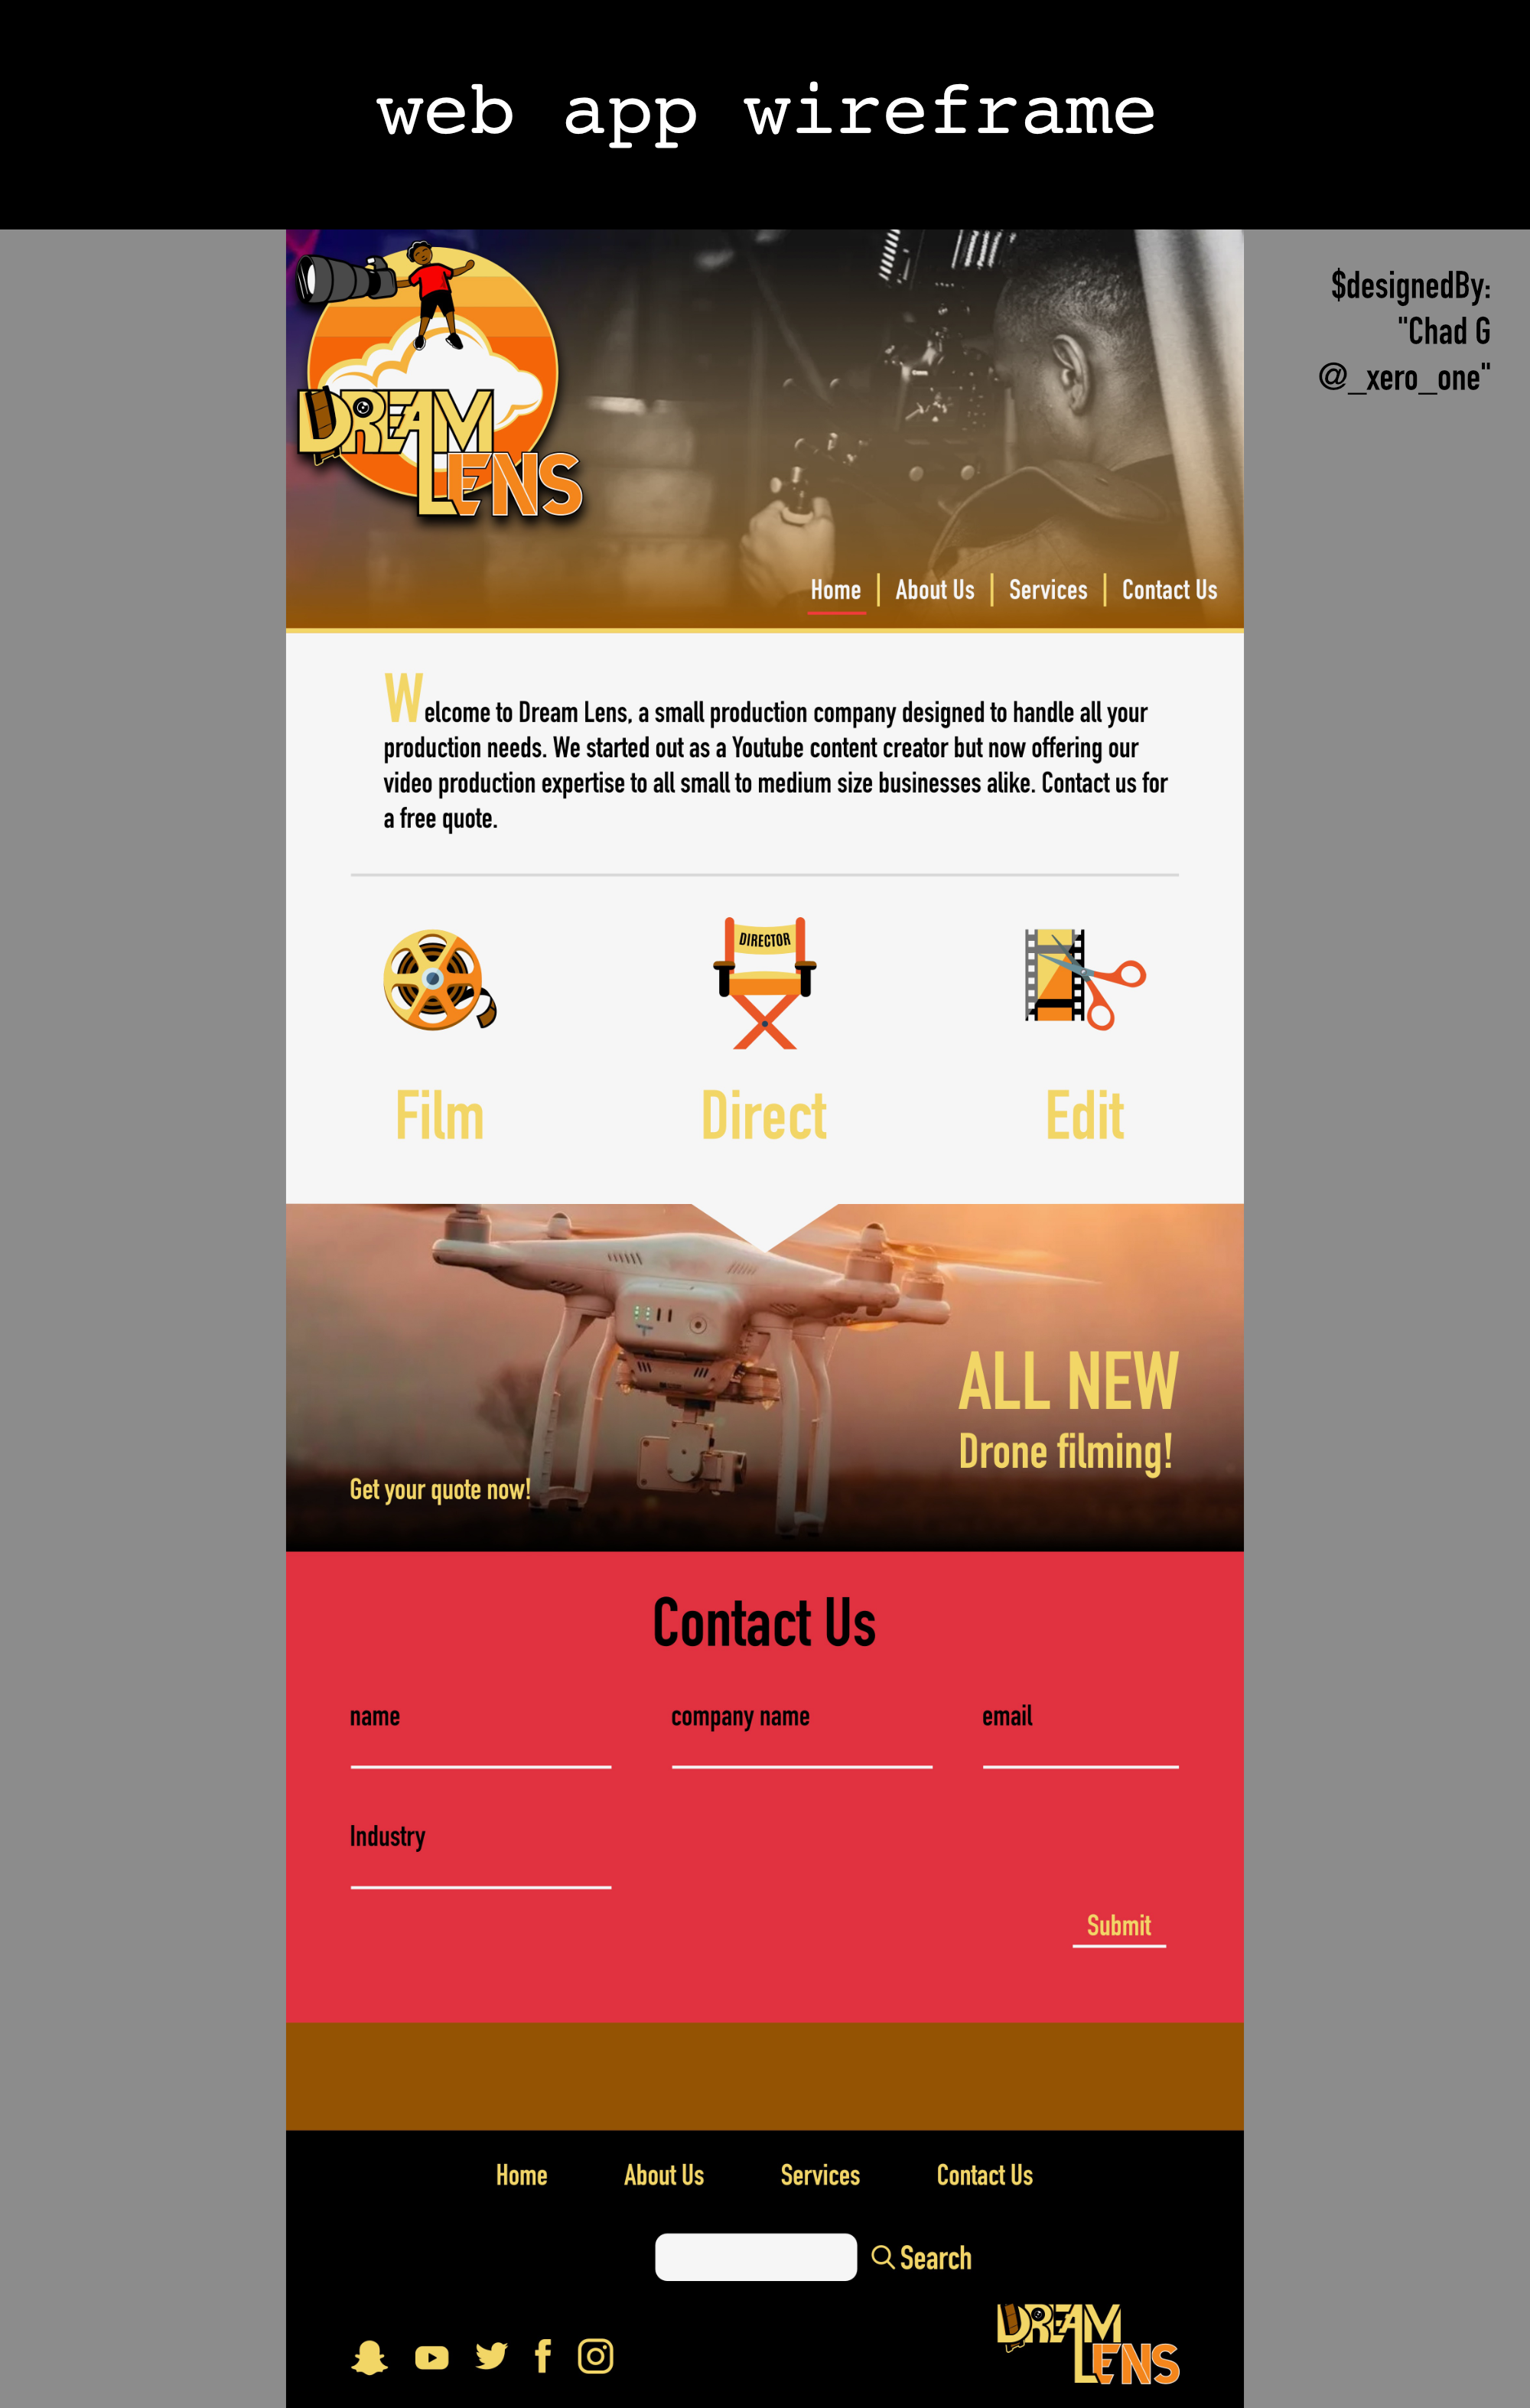 web app wireframe
$designedBy:
"Chad G
@_xero_one"
DREAM
LENS
Home | About Us | Services | Contact Us
Welcome to Dream Lens, a small production company designed to handle all your
production needs. We started out as a Youtube content creator but now offering our
video production expertise to all small to medium size businesses alike. Contact us for
a free quote.
DIRECTOR
Film Direct Edit
ALL NEW
Drone filming!
Get your quote now!
Contact Us
name company name email
Industry
Submit
Home About Us Services Contact Us
Search
DREAM
LENS